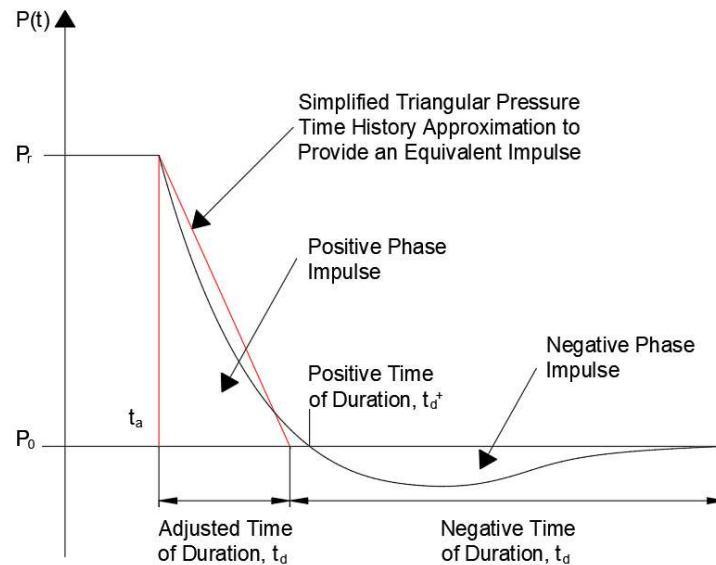 P(t)
Simplified Triangular Pressure
Time History Approximation to
Provide an Equivalent Impulse
Pr
Positive Phase
Impulse
Negative Phase
Impulse
Positive Time
of Duration, td+
ta
P0
Adjusted Time
of Duration, td
Negative Time
of Duration, td